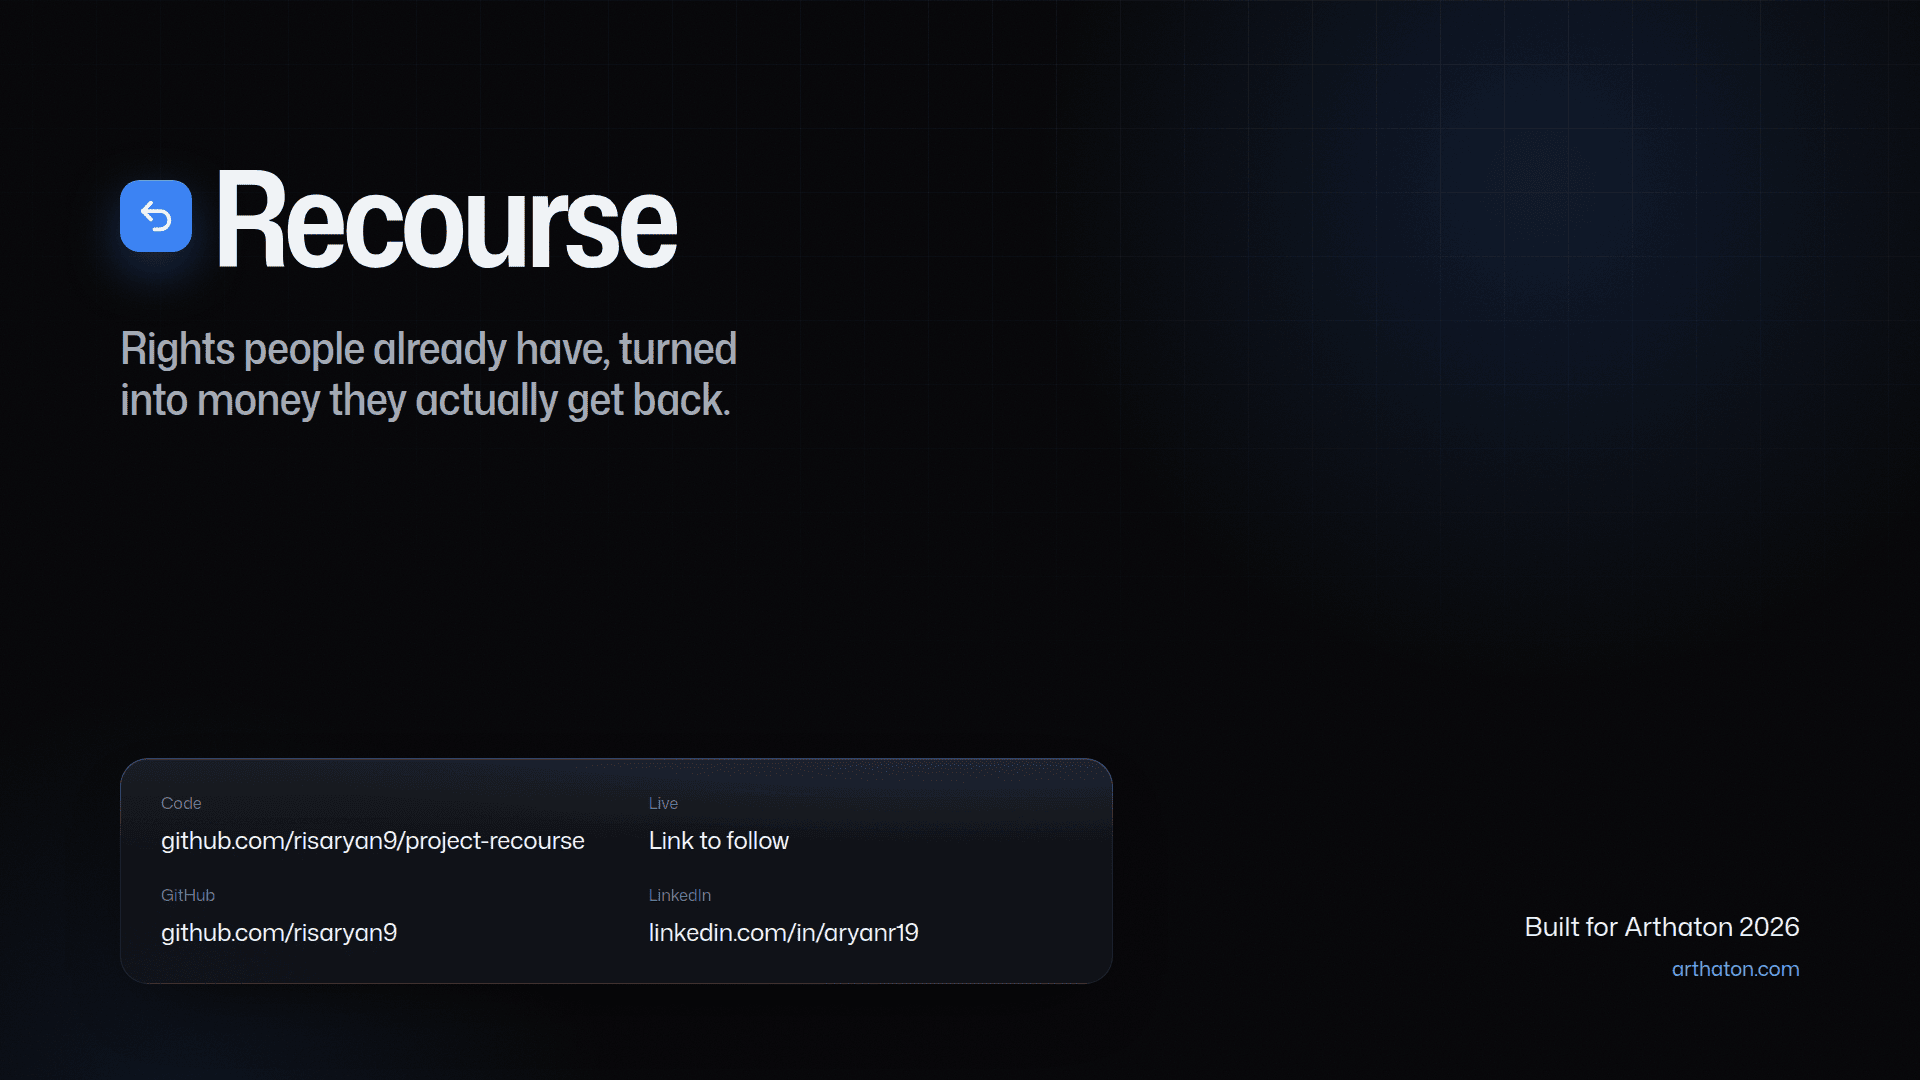 Recourse
Rights people already have, turned
into money they actually get back.
Code
github.com/risaryan9/project-recourse
Live
Link to follow
GitHub
github.com/risaryan9
LinkedIn
linkedin.com/in/aryanr19
Built for Arthaton 2026
arthaton.com